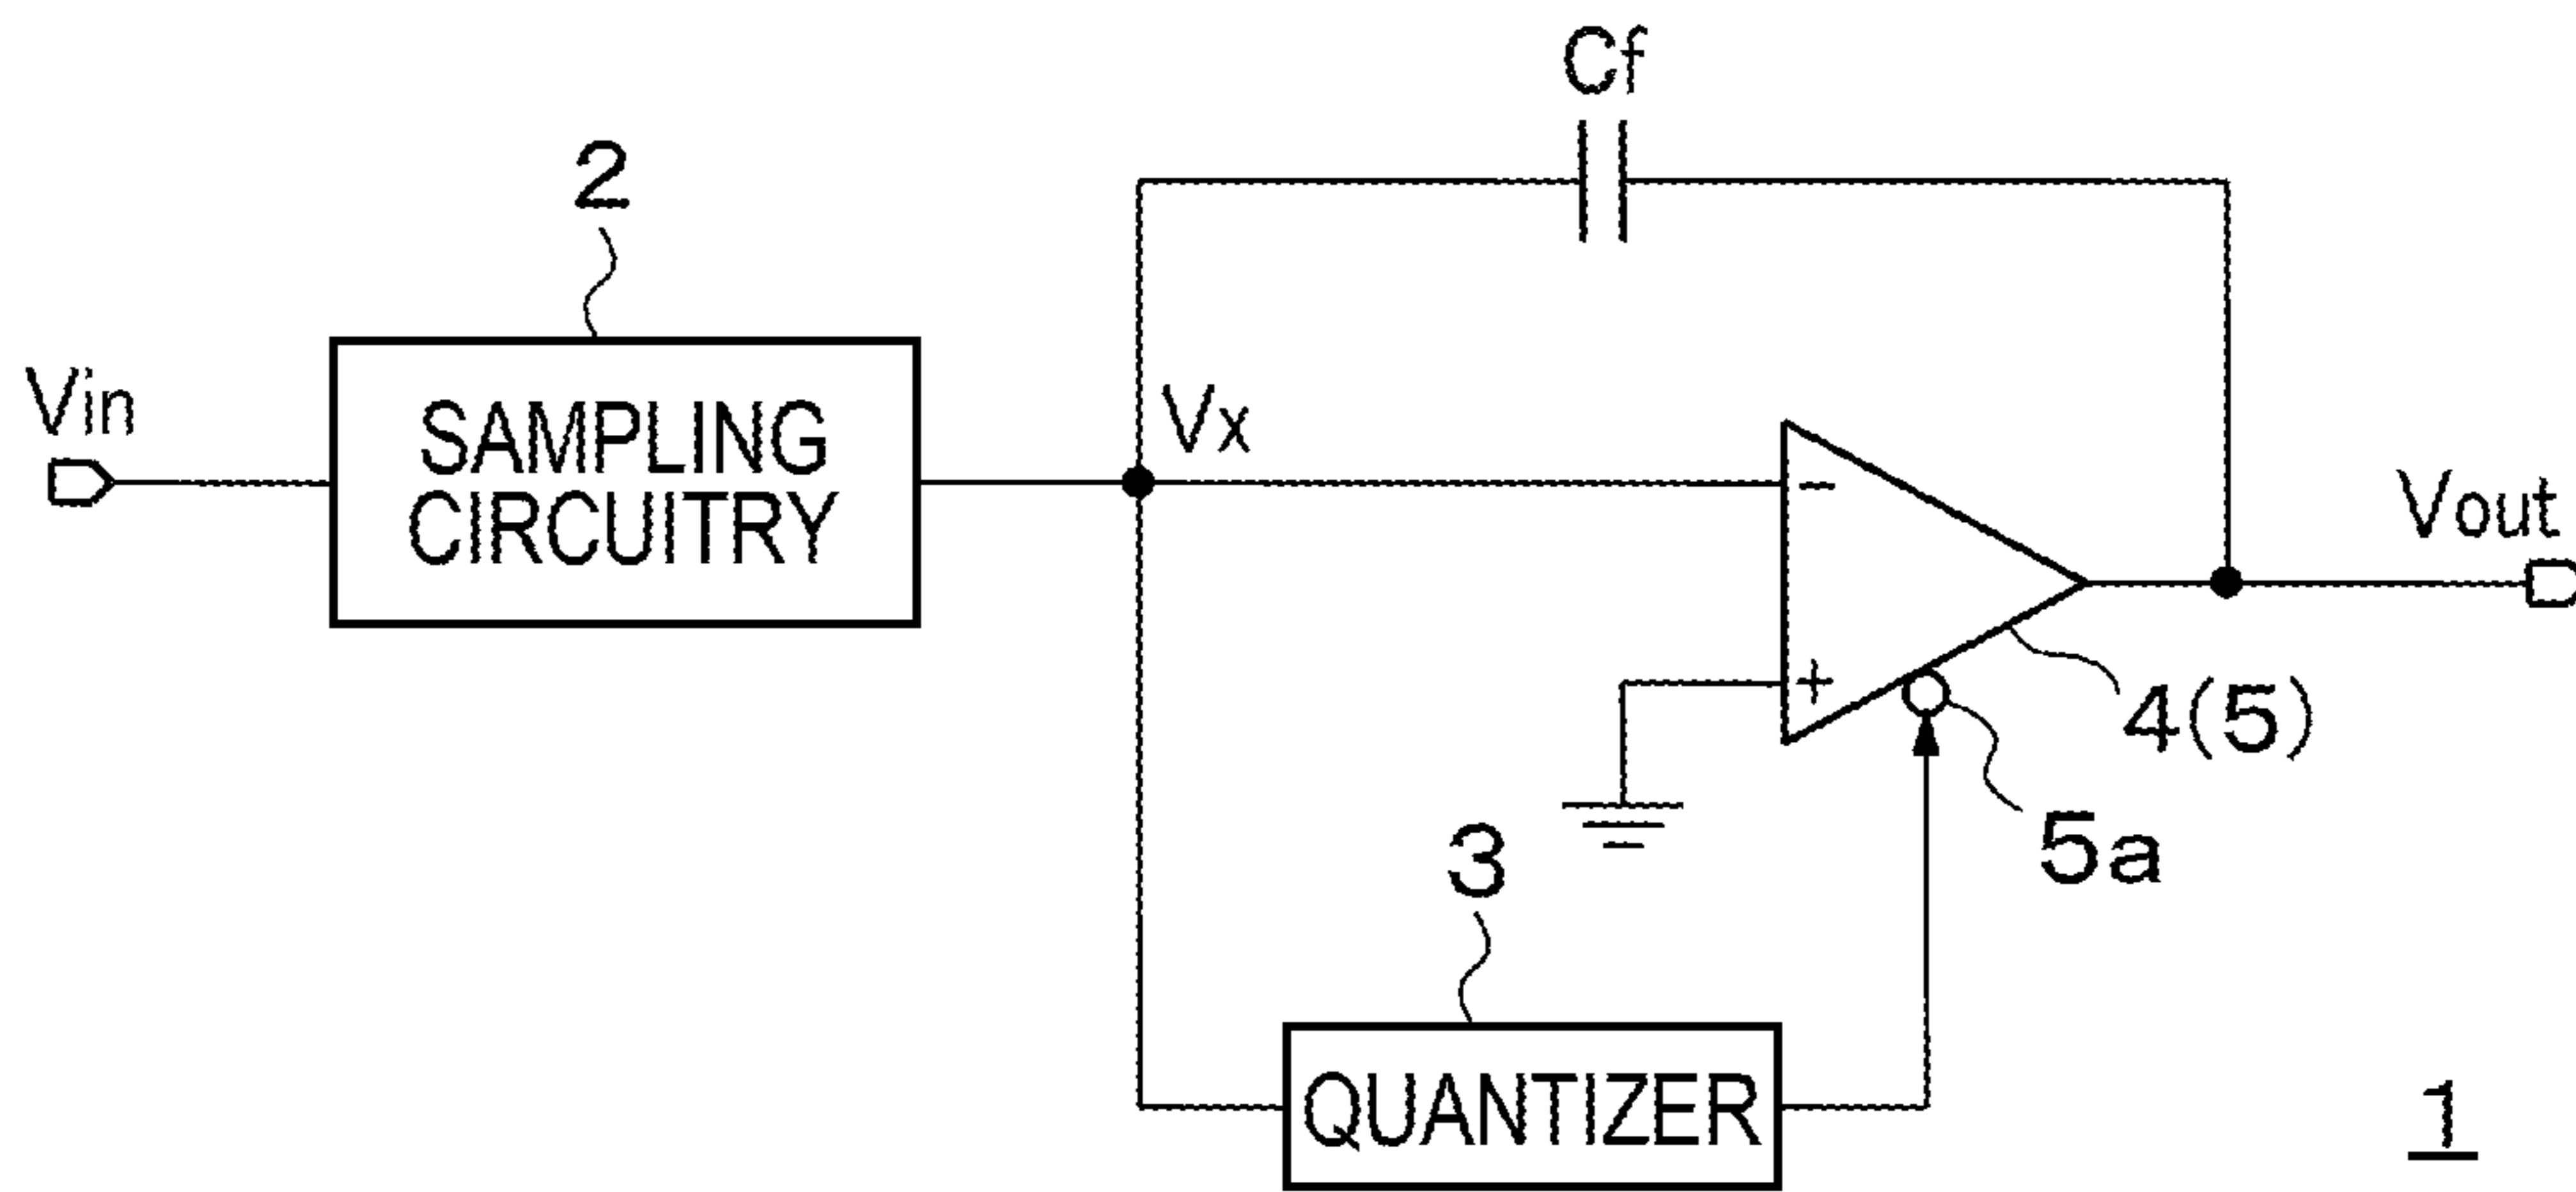 Cf
2
Vin
SAMPLING
CIRCUITRY
Vx
−
+
Vout
4(5)
5a
3
QUANTIZER
1